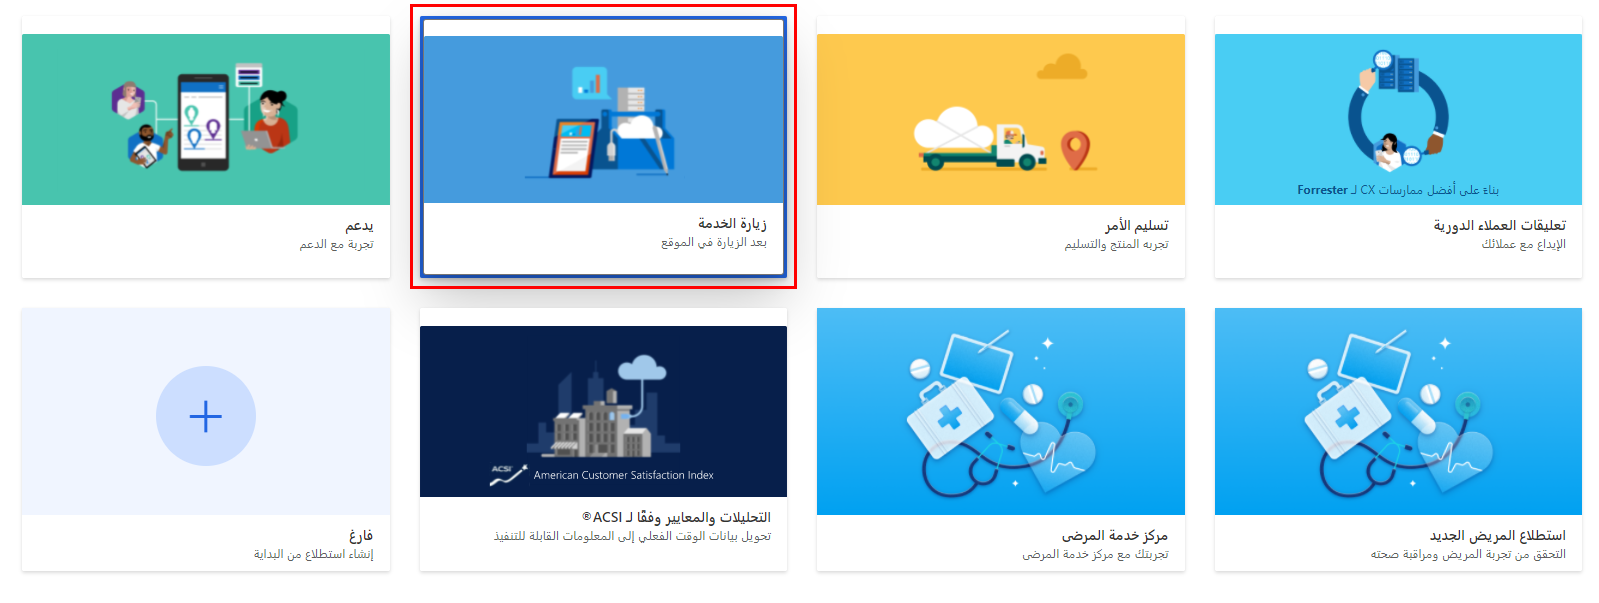 بناءً على أفضل ممارسات CX لـ Forrester
تعليقات العملاء الدورية
الإبداع مع عملائك
تسليم الأمر
تجربه المنتج والتسليم
زيارة الخدمة
بعد الزيارة في الموقع
يدعم
تجربة مع الدعم
استطلاع المريض الجديد
التحقق من تجربة المريض ومراقبة صحته
مركز خدمة المرضى
تجربتك مع مركز خدمة المرضى
ACSI
American Customer Satisfaction Index
التحليلات والمعايير وفقًا لـ ACSI®
تحويل بيانات الوقت الفعلي إلى المعلومات القابلة للتنفيذ
فارغ
إنشاء استطلاع من البداية